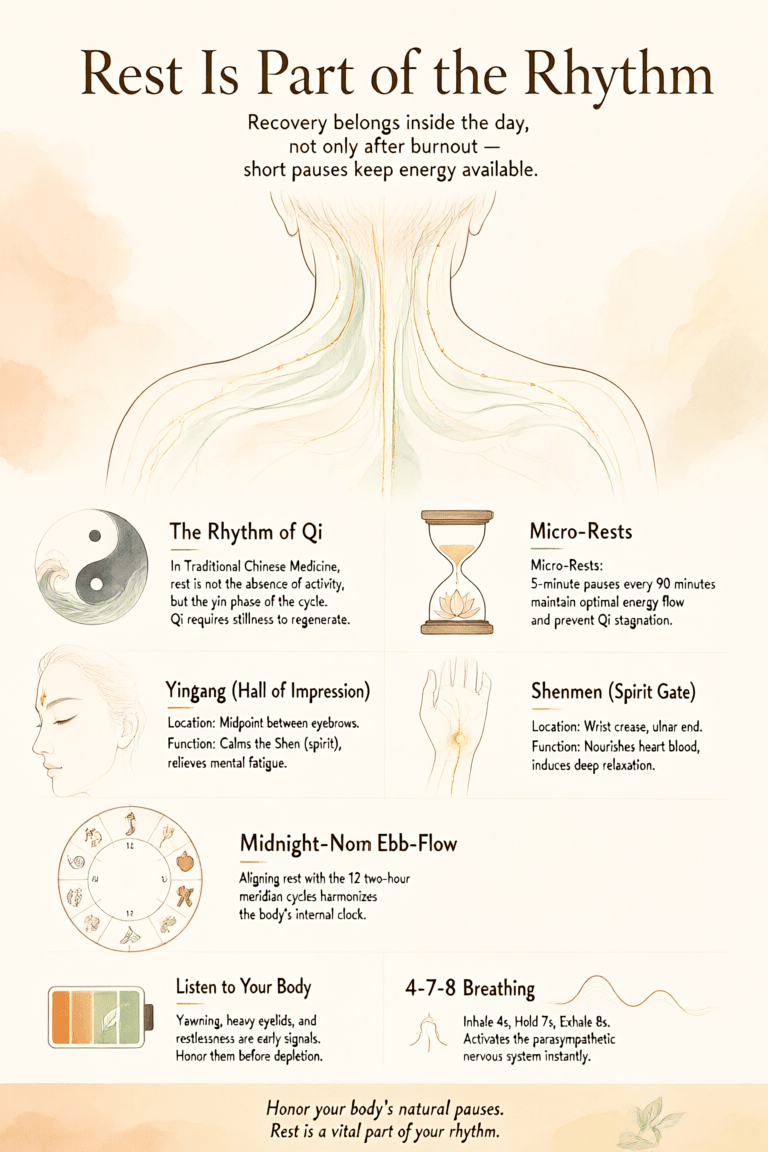 Rest Is Part of the Rhythm
Recovery belongs inside the day,
not only after burnout —
short pauses keep energy available.
The Rhythm of Qi
In Traditional Chinese Medicine,
rest is not the absence of activity,
but the yin phase of the cycle.
Qi requires stillness to regenerate.
Micro-Rests
Micro-Rests:
5-minute pauses every 90 minutes
maintain optimal energy flow
and prevent Qi stagnation.
Yingang (Hall of Impression)
Location: Midpoint between eyebrows.
Function: Calms the Shen (spirit),
relieves mental fatigue.
Shenmen (Spirit Gate)
Location: Wrist crease, ulnar end.
Function: Nourishes heart blood,
induces deep relaxation.
12
Midnight-Nom Ebb-Flow
Aligning rest with the 12 two-hour
meridian cycles harmonizes
the body's internal clock.
Listen to Your Body
Yawning, heavy eyelids, and
restlessness are early signals.
Honor them before depletion.
4-7-8 Breathing
Inhale 4s, Hold 7s, Exhale 8s.
Activates the parasympathetic
nervous system instantly.
Honor your body's natural pauses.
Rest is a vital part of your rhythm.